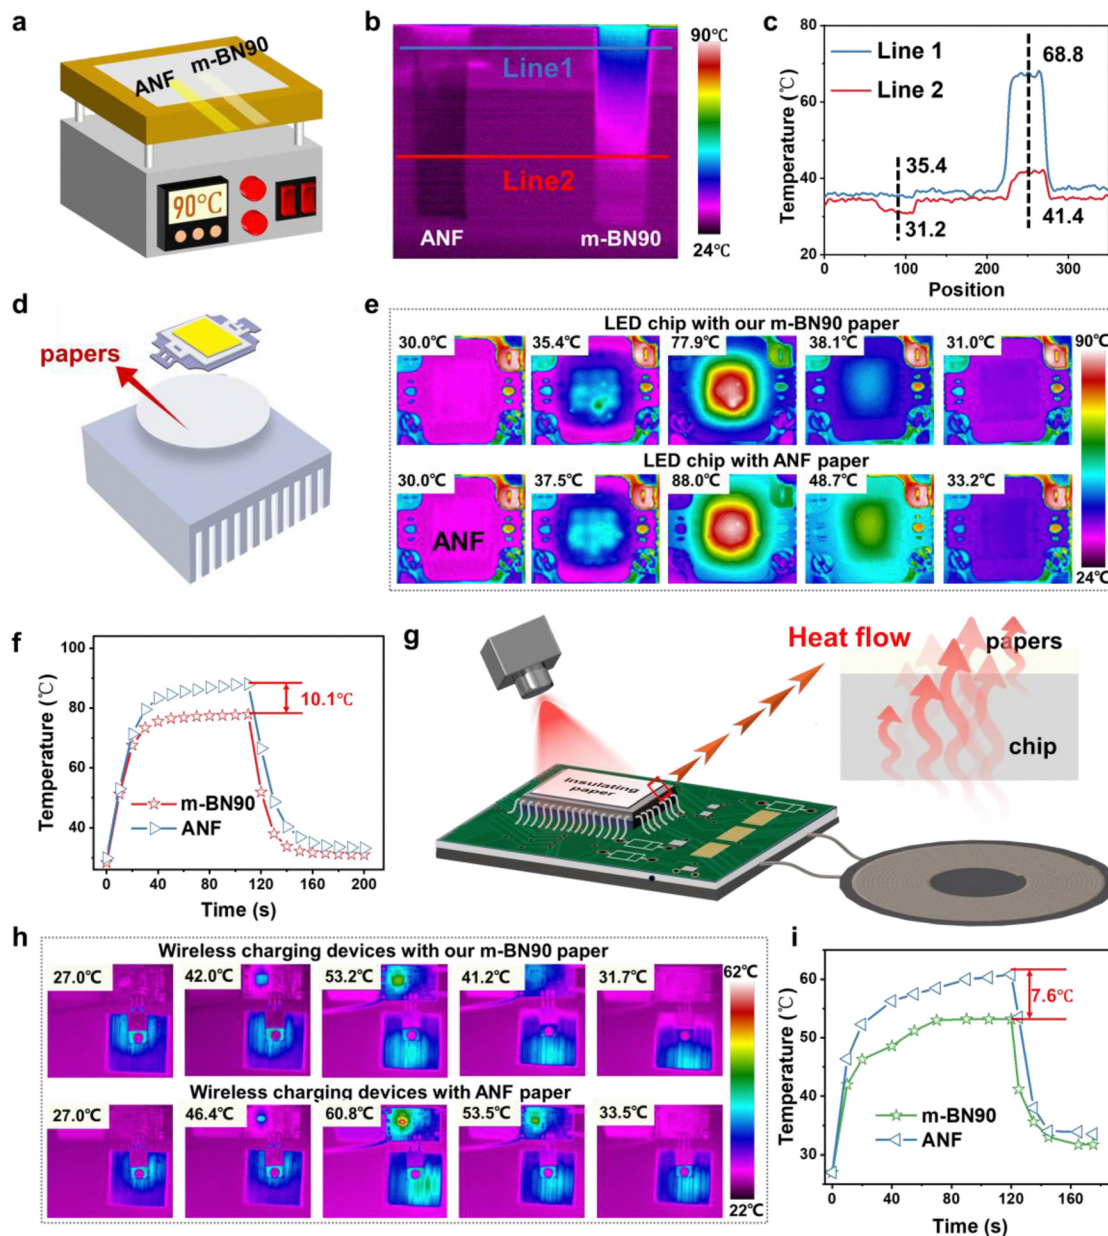 a
ANF
m-BN90
90°C
b
Line1
Line2
ANF
m-BN90
90℃
24℃
c
Temperature (℃)
80
60
40
20
Line 1
Line 2
68.8
35.4
31.2
41.4
0
100
200
300
Position
d
papers
e
LED chip with our m-BN90 paper
30.0℃
35.4℃
77.9℃
38.1℃
31.0℃
LED chip with ANF paper
30.0℃
37.5℃
88.0℃
48.7℃
33.2℃
ANF
90℃
24℃
f
Temperature (℃)
100
80
60
40
10.1℃
m-BN90
ANF
0
40
80
120
160
200
Time (s)
g
Heat flow
papers
chip
Insulating
paper
h
Wireless charging devices with our m-BN90 paper
27.0℃
42.0℃
53.2℃
41.2℃
31.7℃
Wireless charging devices with ANF paper
27.0℃
46.4℃
60.8℃
53.5℃
33.5℃
62℃
22℃
i
Temperature (℃)
60
50
40
30
7.6℃
m-BN90
ANF
0
40
80
120
160
Time (s)